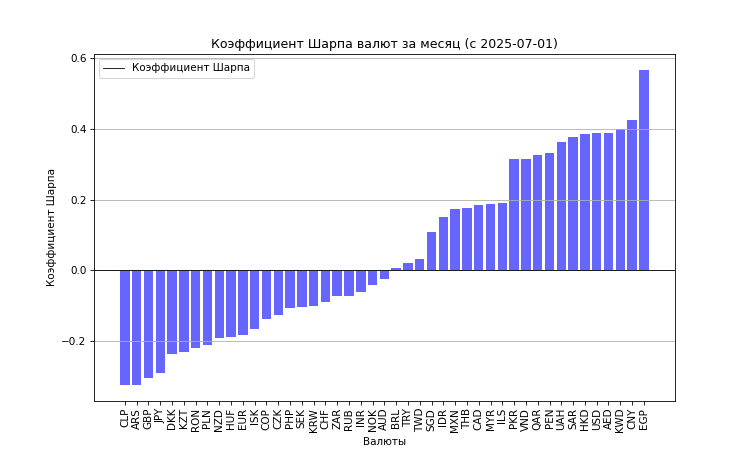 Коэффициент Шарпа валют за месяц (с 2025-07-01)
Коэффициент Шарпа
Коэффициент Шарпа
0.6
0.4
0.2
0.0
−0.2
CLP ARS GBP JPY DKK KZT RON PLN NZD HUF EUR ISK COP CZK PHP SEK KRW CHF ZAR RUB INR NOK AUD BRL TRY TWD SGD IDR MXN THB CAD MYR ILS PKR VND QAR PEN UAH SAR HKD USD AED KWD CNY EGP
Валюты